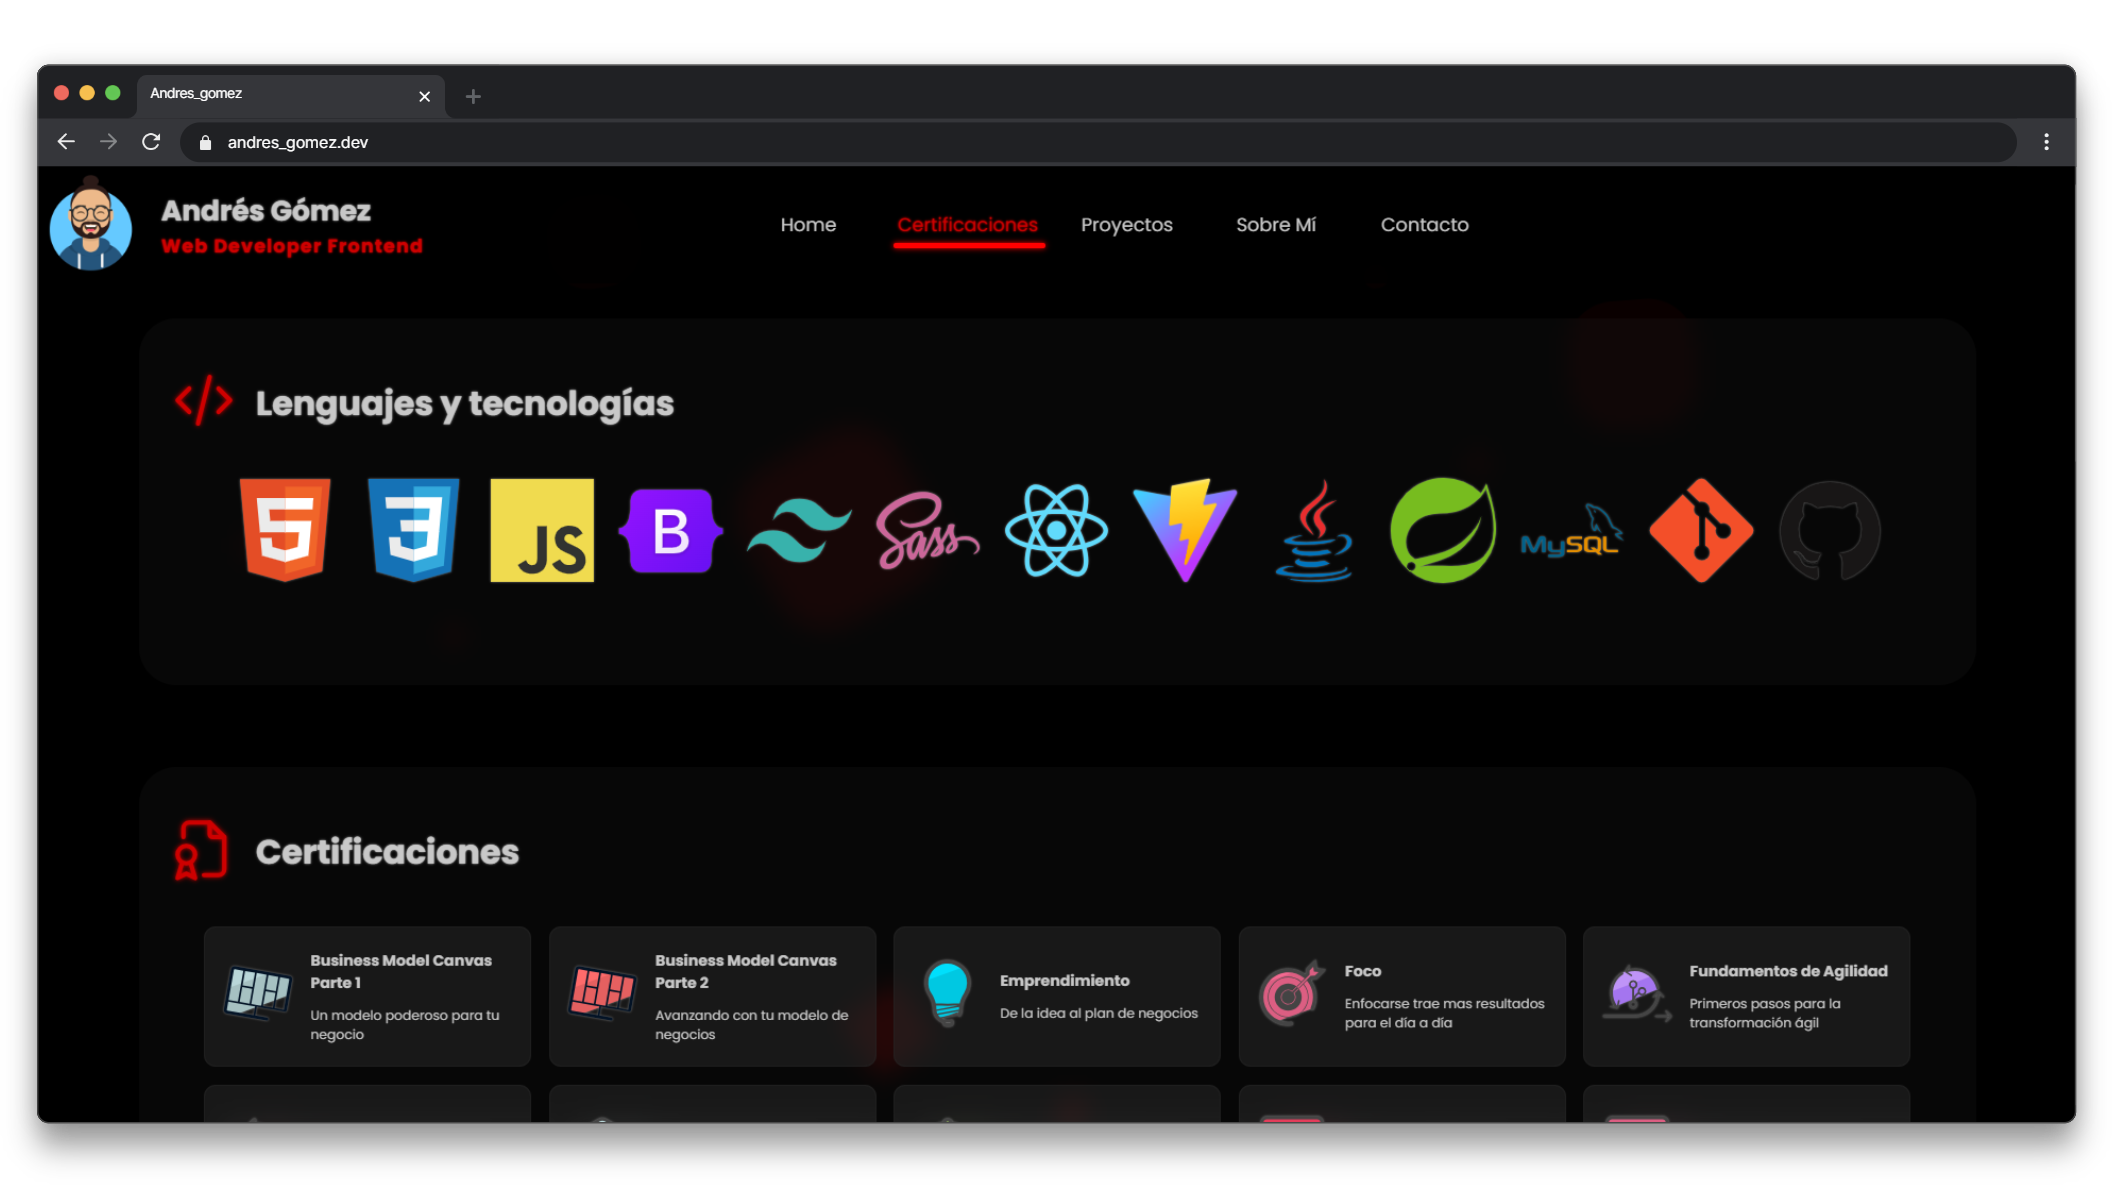 Andres_gomez
andres_gomez.dev
Andrés Gómez
Web Developer Frontend
Home
Certificaciones
Proyectos
Sobre Mí
Contacto
Lenguajes y tecnologías
5
3
JS
B
Sass
MySQL
Certificaciones
Business Model Canvas
Parte 1
Un modelo poderoso para tu
negocio
Business Model Canvas
Parte 2
Avanzando con tu modelo de
negocios
Emprendimiento
De la idea al plan de negocios
Foco
Enfocarse trae mas resultados
para el día a día
Fundamentos de Agilidad
Primeros pasos para la
transformación ágil